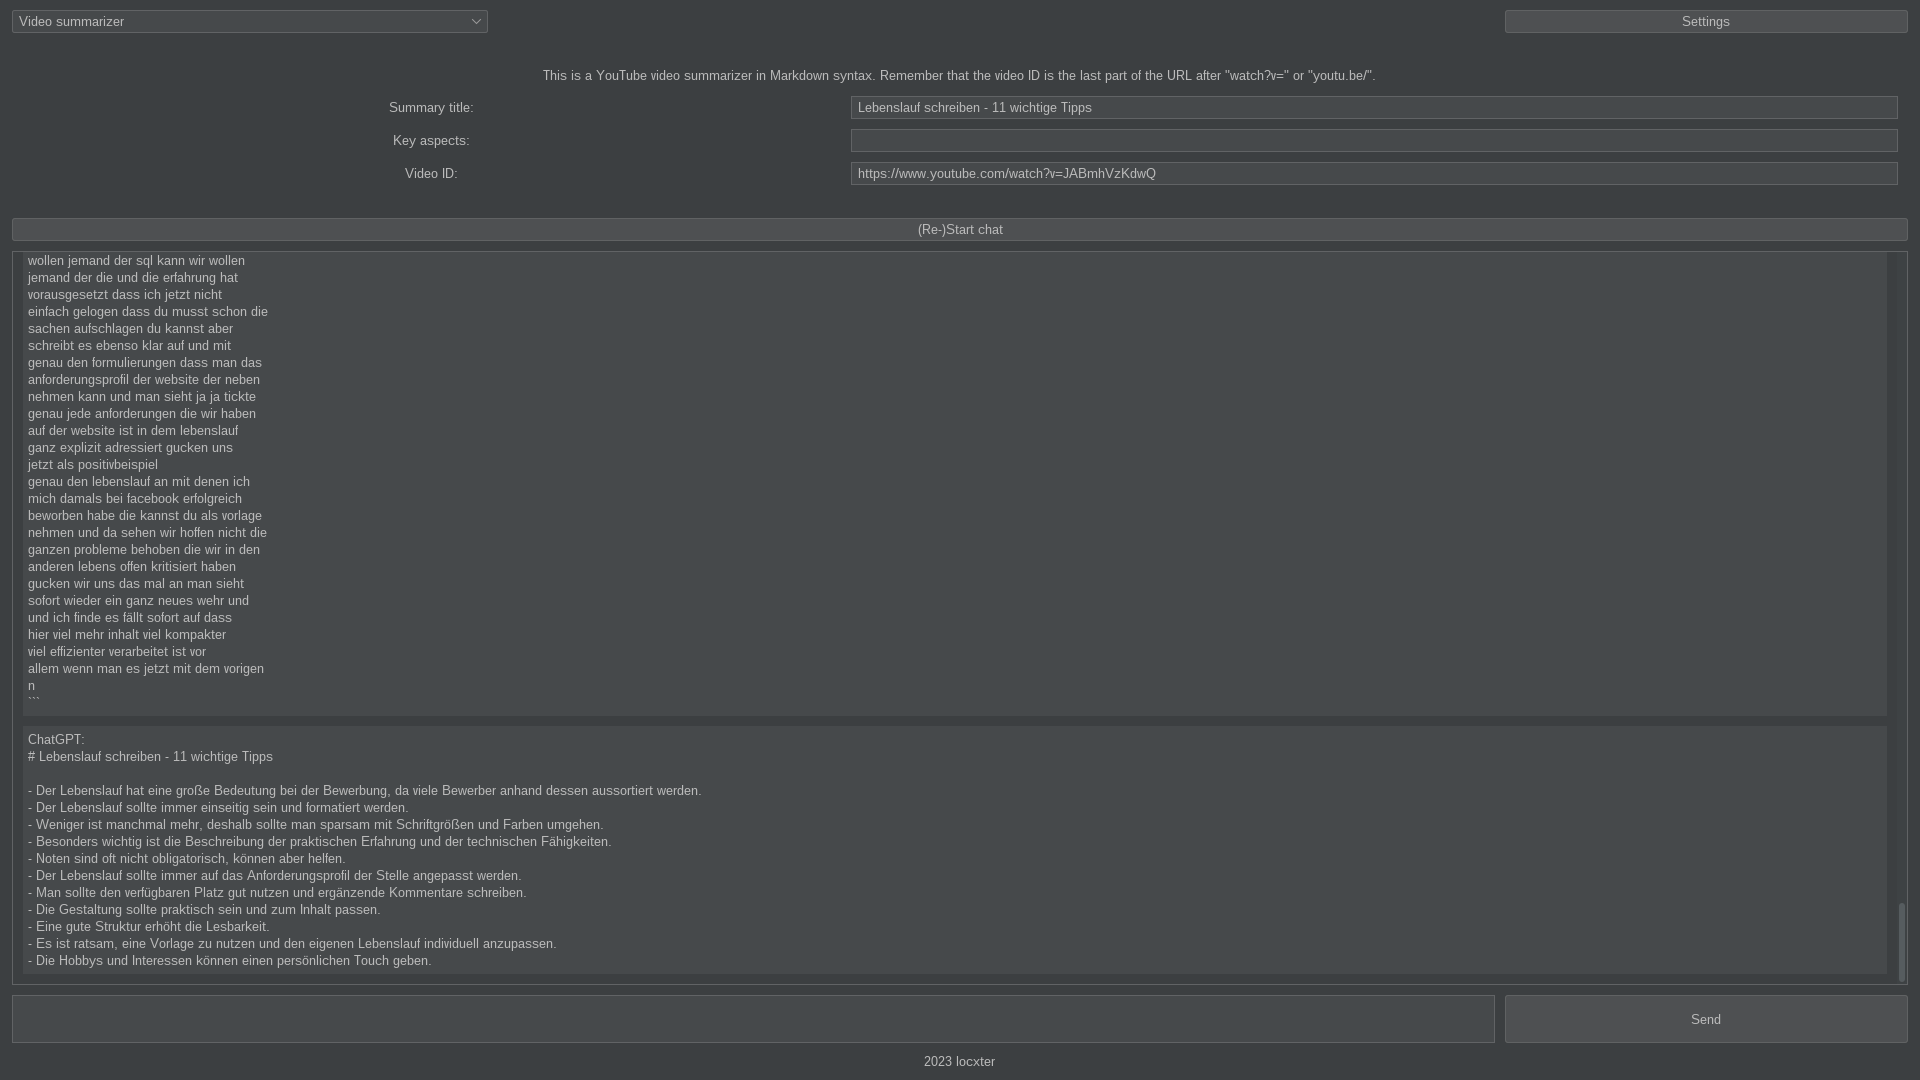 Video summarizer
Settings
This is a YouTube video summarizer in Markdown syntax. Remember that the video ID is the last part of the URL after "watch?v=" or "youtu.be/".
Summary title:
Lebenslauf schreiben - 11 wichtige Tipps
Key aspects:
Video ID:
https://www.youtube.com/watch?v=JABmhVzKdwQ
(Re-)Start chat
wollen jemand der sql kann wir wollen
jemand der die und die erfahrung hat
vorausgesetzt dass ich jetzt nicht
einfach gelogen dass du musst schon die
sachen aufschlagen du kannst aber
schreibt es ebenso klar auf und mit
genau den formulierungen dass man das
anforderungsprofil der website der neben
nehmen kann und man sieht ja ja tickte
genau jede anforderungen die wir haben
auf der website ist in dem lebenslauf
ganz explizit adressiert gucken uns
jetzt als positivbeispiel
genau den lebenslauf an mit denen ich
mich damals bei facebook erfolgreich
beworben habe die kannst du als vorlage
nehmen und da sehen wir hoffen nicht die
ganzen probleme behoben die wir in den
anderen lebens offen kritisiert haben
gucken wir uns das mal an man sieht
sofort wieder ein ganz neues wehr und
und ich finde es fällt sofort auf dass
hier viel mehr inhalt viel kompakter
viel effizienter verarbeitet ist vor
allem wenn man es jetzt mit dem vorigen
n
```
ChatGPT:
# Lebenslauf schreiben - 11 wichtige Tipps
- Der Lebenslauf hat eine große Bedeutung bei der Bewerbung, da viele Bewerber anhand dessen aussortiert werden.
- Der Lebenslauf sollte immer einseitig sein und formatiert werden.
- Weniger ist manchmal mehr, deshalb sollte man sparsam mit Schriftgrößen und Farben umgehen.
- Besonders wichtig ist die Beschreibung der praktischen Erfahrung und der technischen Fähigkeiten.
- Noten sind oft nicht obligatorisch, können aber helfen.
- Der Lebenslauf sollte immer auf das Anforderungsprofil der Stelle angepasst werden.
- Man sollte den verfügbaren Platz gut nutzen und ergänzende Kommentare schreiben.
- Die Gestaltung sollte praktisch sein und zum Inhalt passen.
- Eine gute Struktur erhöht die Lesbarkeit.
- Es ist ratsam, eine Vorlage zu nutzen und den eigenen Lebenslauf individuell anzupassen.
- Die Hobbys und Interessen können einen persönlichen Touch geben.
Send
2023 locxter